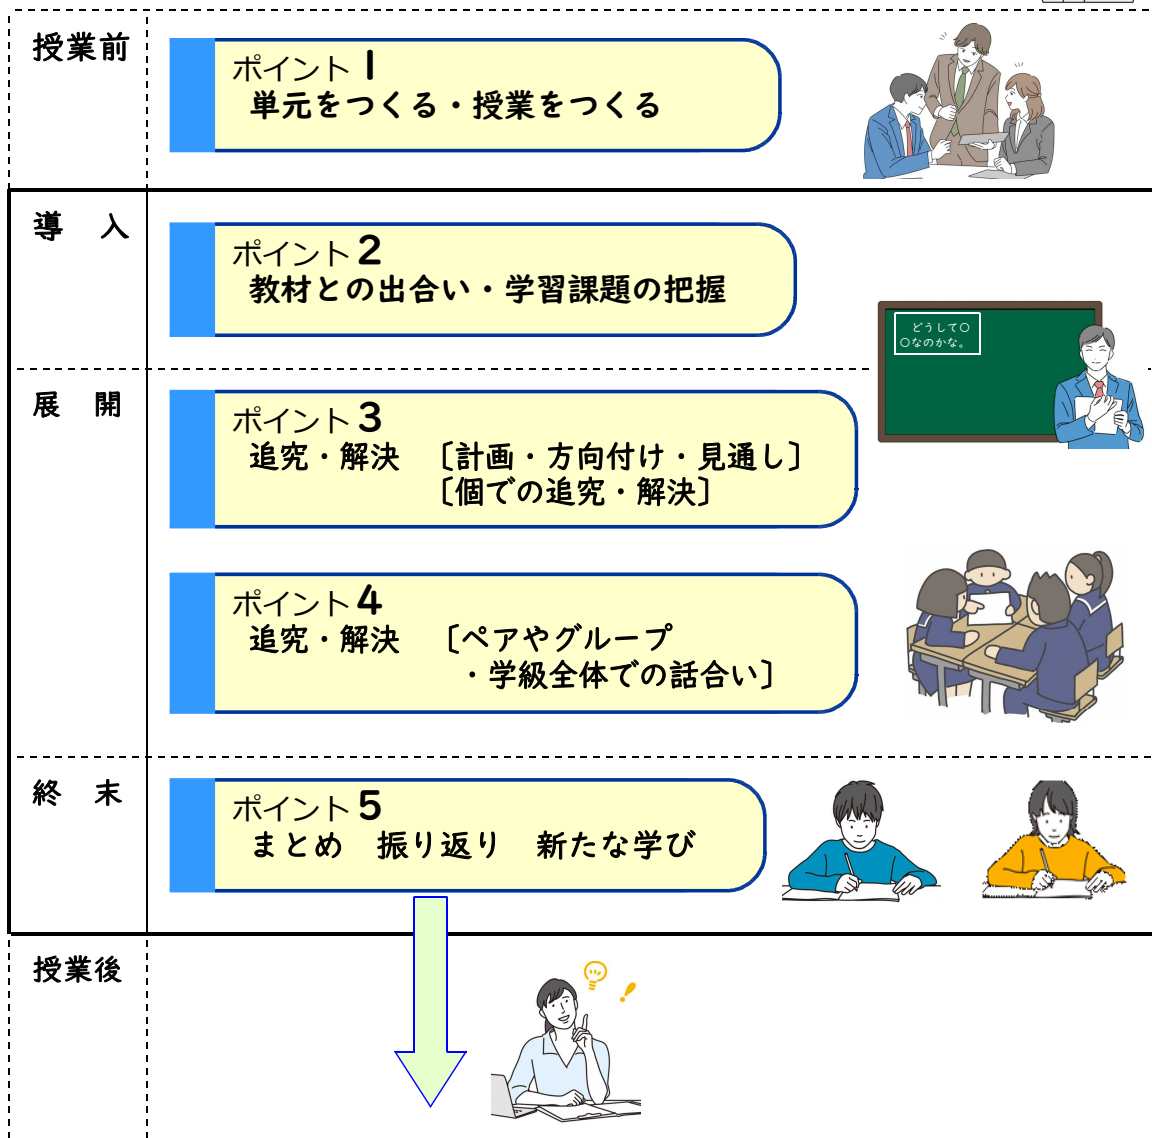 授業前
ポイント1
単元をつくる・授業をつくる
導　入
ポイント2
教材との出合い・学習課題の把握
どうして〇
〇なのかな。
展　開
ポイント3
追究・解決　〔計画・方向付け・見通し〕
〔個での追究・解決〕
ポイント4
追究・解決　〔ペアやグループ
・学級全体での話合い〕
終　末
ポイント5
まとめ　振り返り　新たな学び
授業後